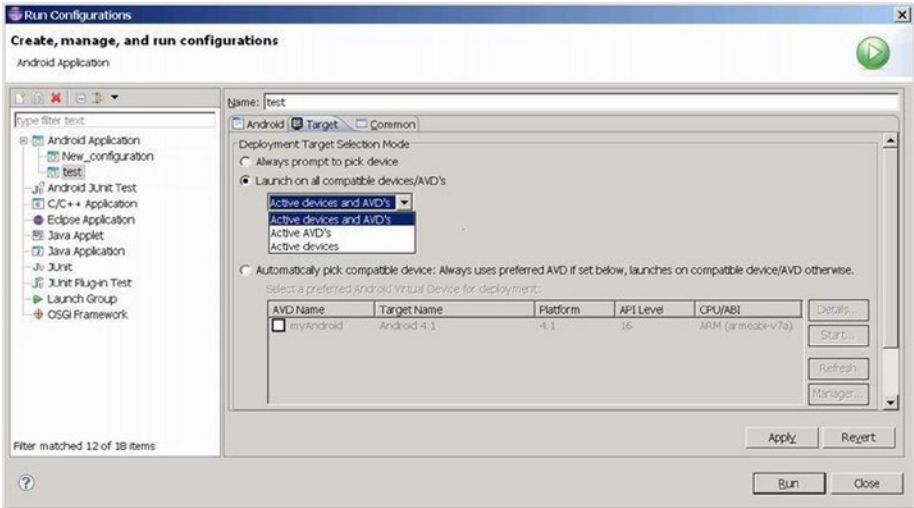 Run Configurations
Create, manage, and run configurations
Android Application
type filter text
Android Application
New_configuration
test
Android JUnit Test
C/C++ Application
Eclipse Application
Java Applet
Java Application
JUnit
JUnit Plug-in Test
Launch Group
OSGi Framework
Filter matched 12 of 18 items
Name: test
Android Target Common
Deployment Target Selection Mode
Always prompt to pick device
Launch on all compatible devices/AVD's
Active devices and AVD's
Active devices and AVD's
Active AVD's
Active devices
Automatically pick compatible device: Always uses preferred AVD if set below, launches on compatible device/AVD otherwise.
Select a preferred Android Virtual Device for deployment:
AVD Name Target Name Platform API Level CPU/ABI
myAndroid Android 4.1 4.1 16 ARM (armeabi-v7a)
Details...
Start...
Refresh
Manager...
Apply Revert
? Run Close